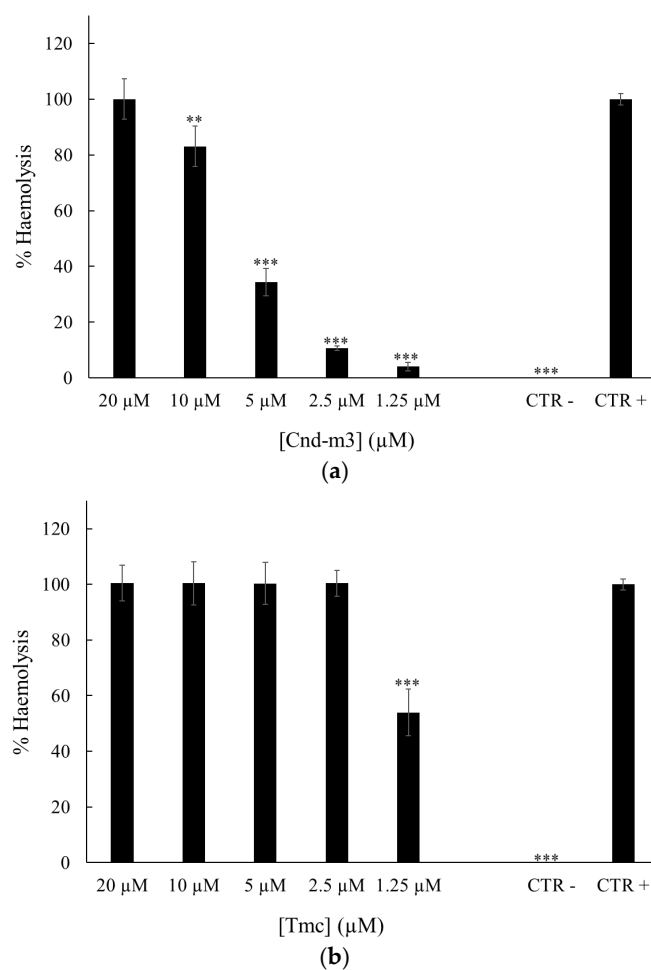 120
100
80
60
40
20
0
% Haemolysis
**
***
***
***
***
20 µM 10 µM 5 µM 2.5 µM 1.25 µM CTR - CTR +
[Cnd-m3] (µM)
(a)
120
100
80
60
40
20
0
% Haemolysis
***
***
20 µM 10 µM 5 µM 2.5 µM 1.25 µM CTR - CTR +
[Tmc] (µM)
(b)